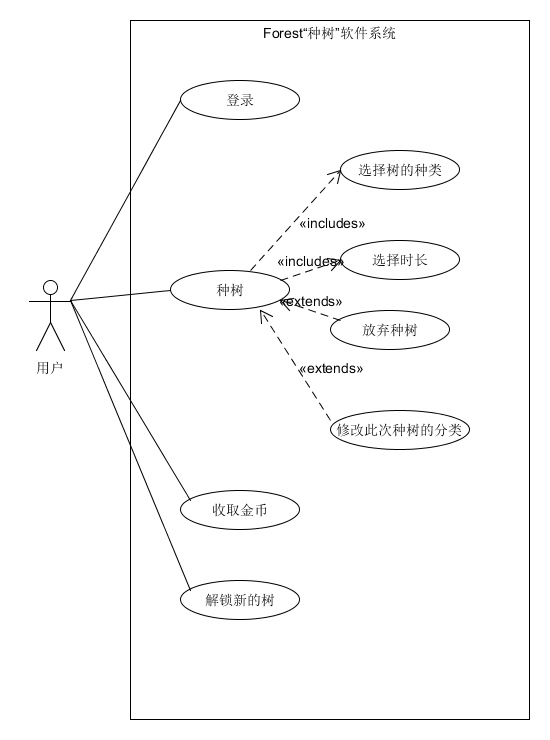 Forest“种树”软件系统
登录
选择树的种类
«includes»
选择时长
«includes»
种树
«extends»
放弃种树
用户
«extends»
修改此次种树的分类
收取金币
解锁新的树